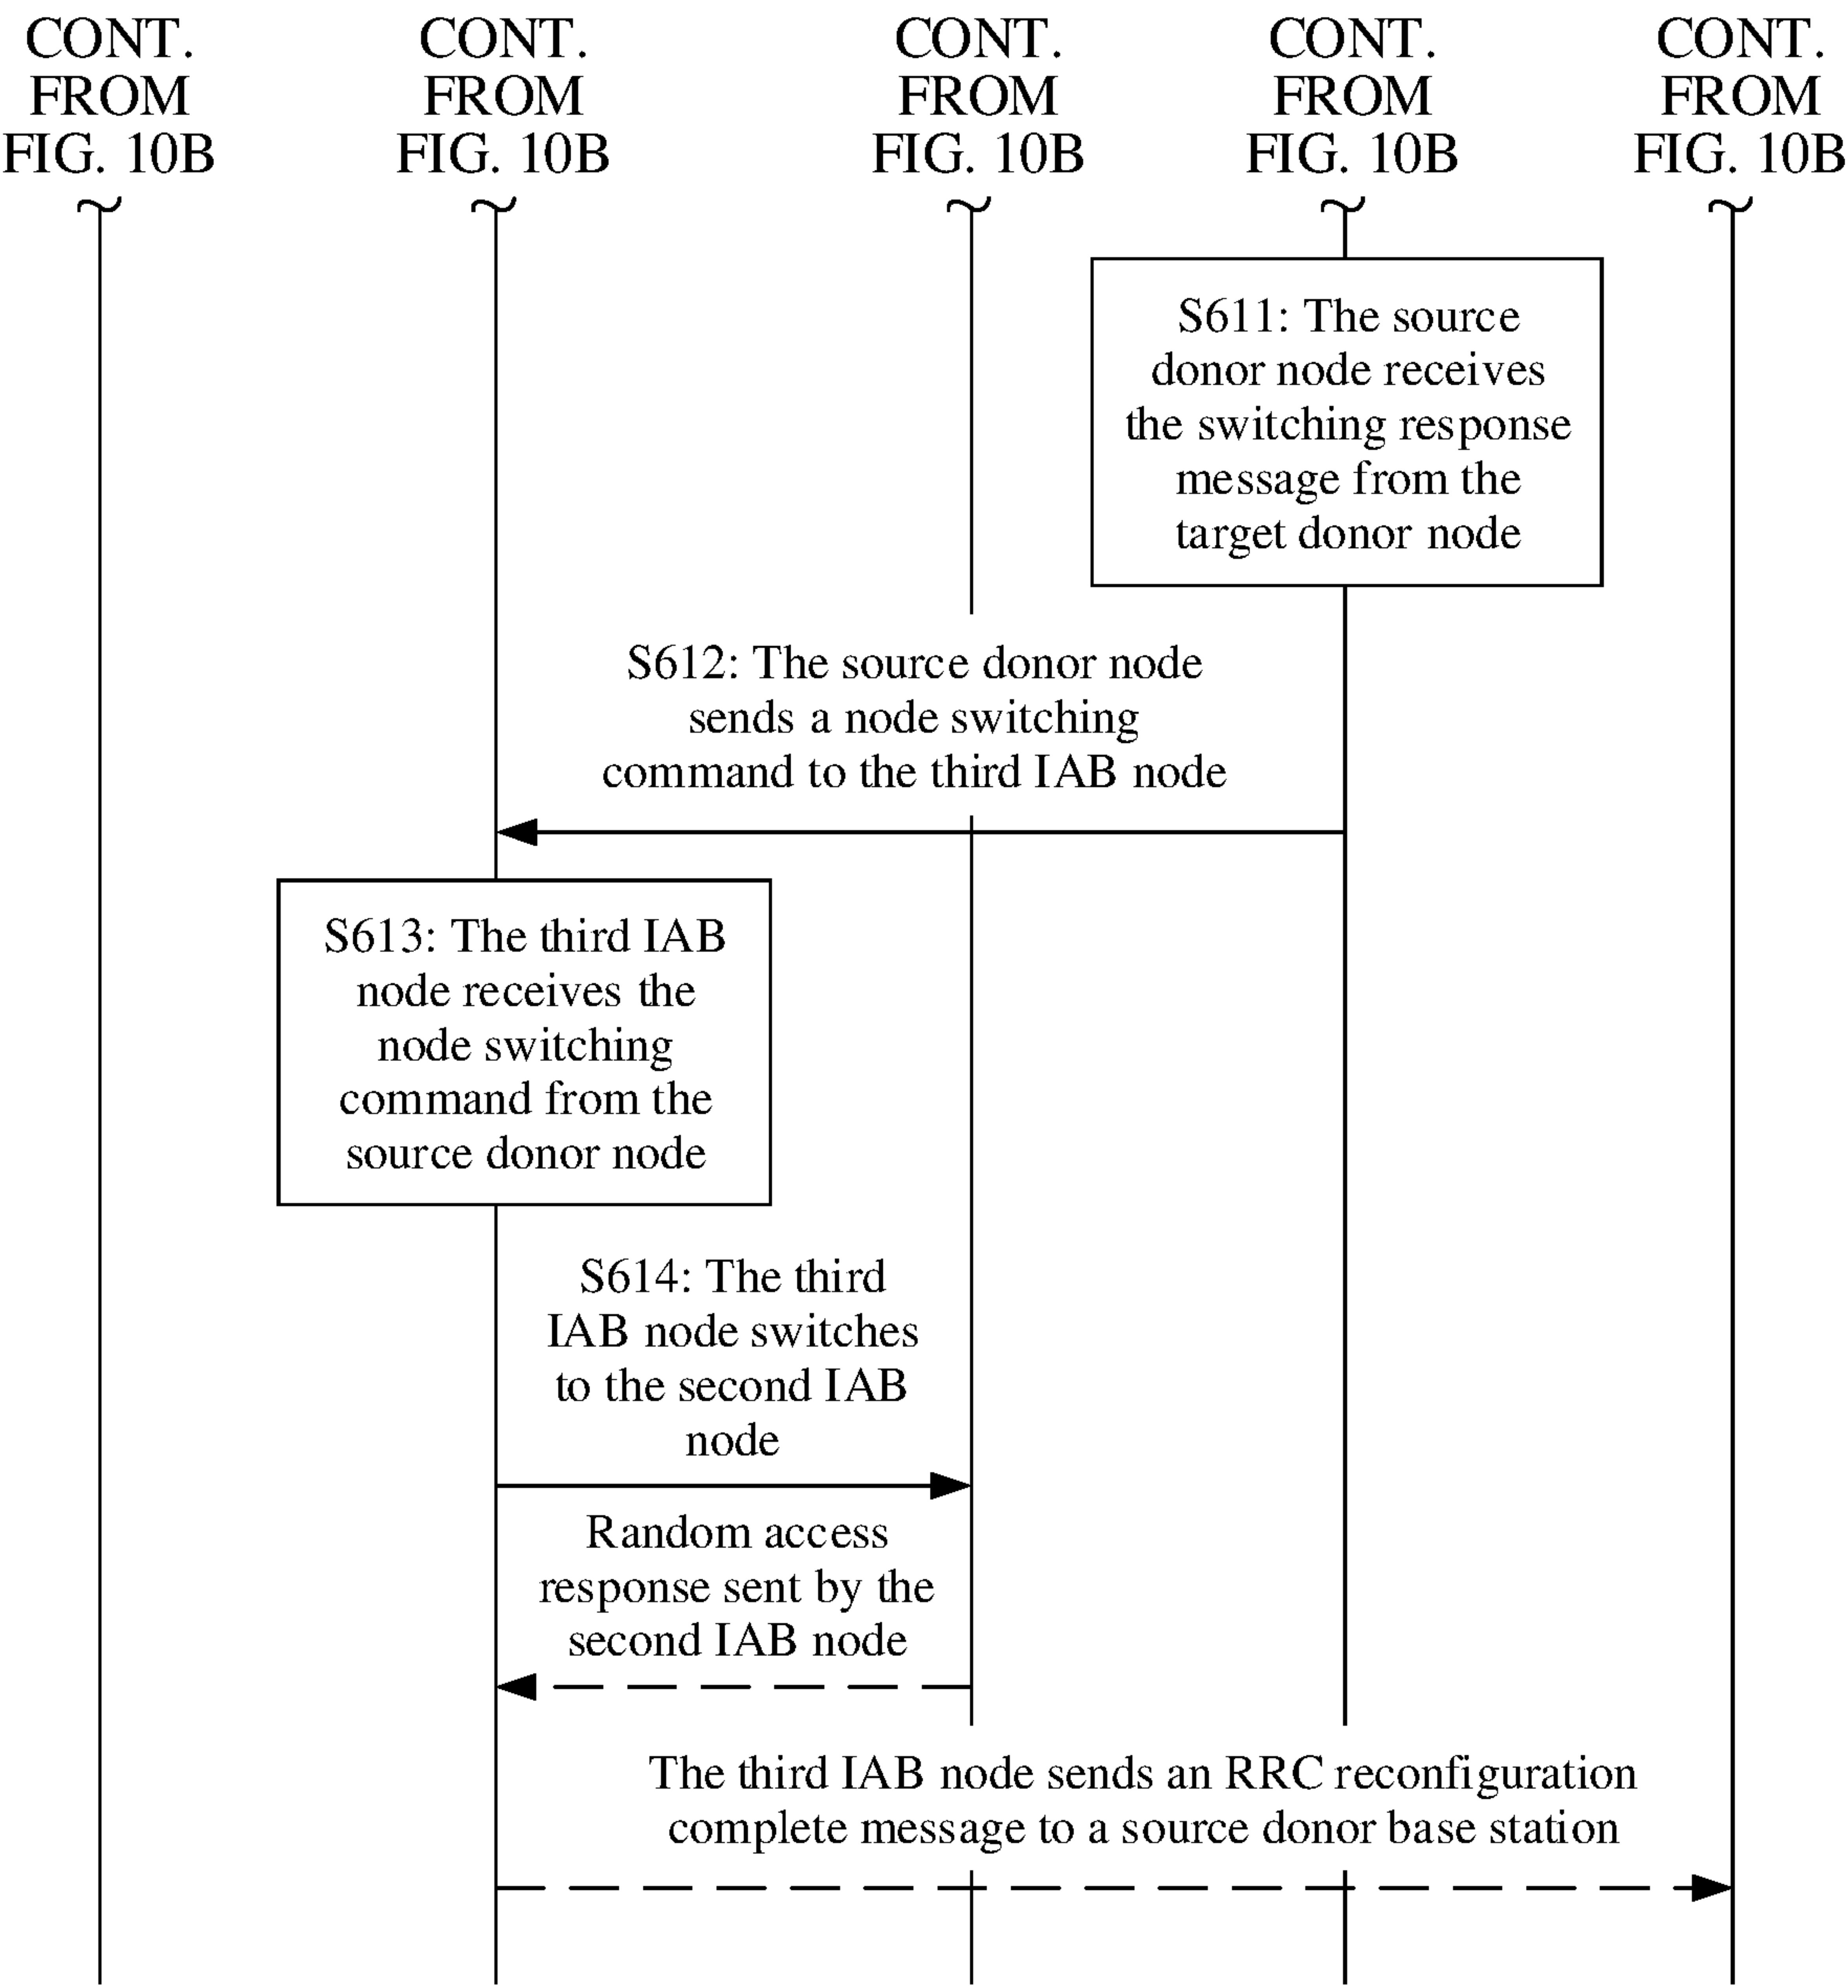 CONT.
FROM
FIG. 10B
CONT.
FROM
FIG. 10B
CONT.
FROM
FIG. 10B
CONT.
FROM
FIG. 10B
CONT.
FROM
FIG. 10B
S611: The source
donor node receives
the switching response
message from the
target donor node
S612: The source donor node
sends a node switching
command to the third IAB node
S613: The third IAB
node receives the
node switching
command from the
source donor node
S614: The third
IAB node switches
to the second IAB
node
Random access
response sent by the
second IAB node
The third IAB node sends an RRC reconfiguration
complete message to a source donor base station